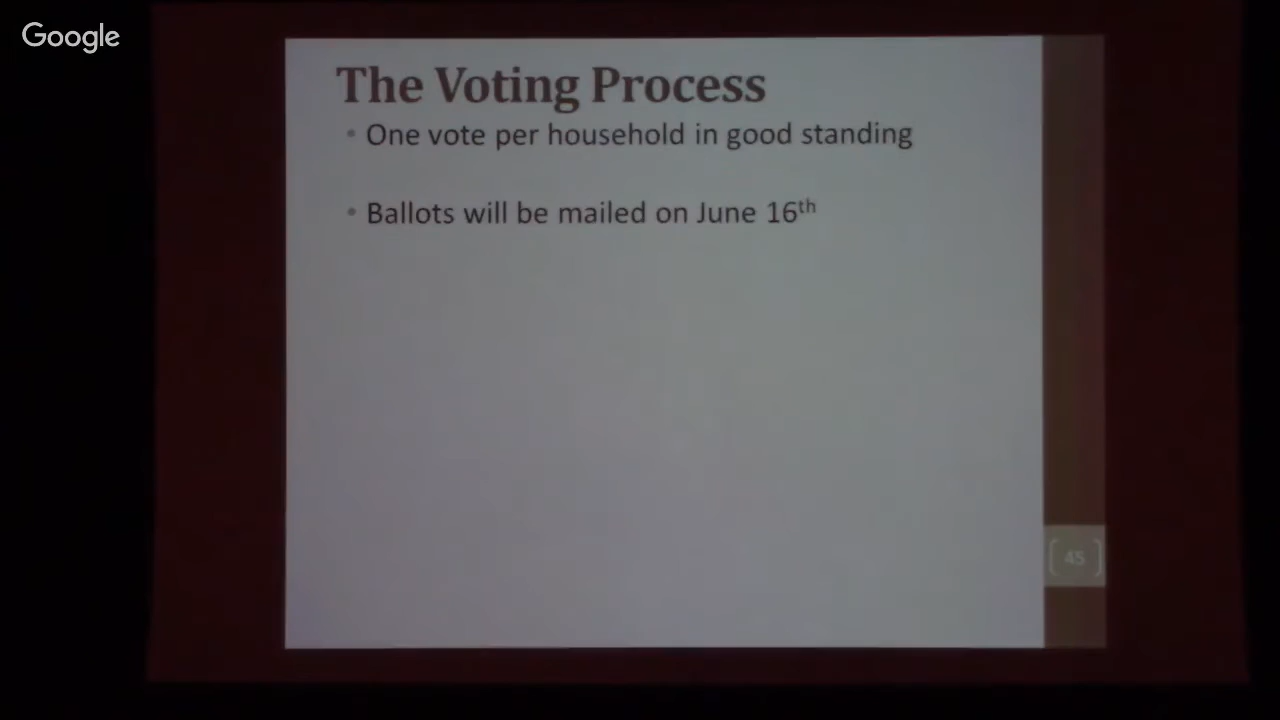 Google
The Voting Process
• One vote per household in good standing
• Ballots will be mailed on June 16th
[ 45 ]